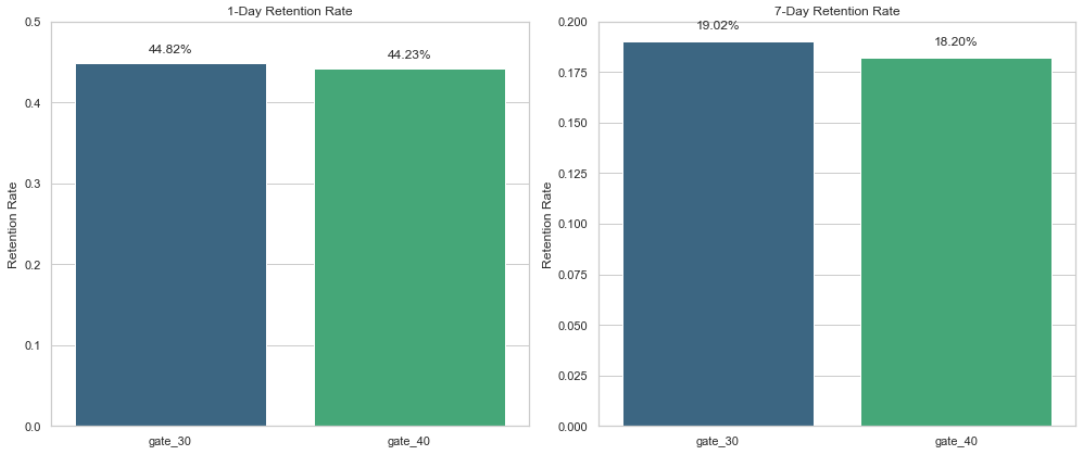 1-Day Retention Rate
Retention Rate
0.5
0.4
0.3
0.2
0.1
0.0
44.82%
44.23%
gate_30
gate_40
7-Day Retention Rate
Retention Rate
0.200
0.175
0.150
0.125
0.100
0.075
0.050
0.025
0.000
19.02%
18.20%
gate_30
gate_40